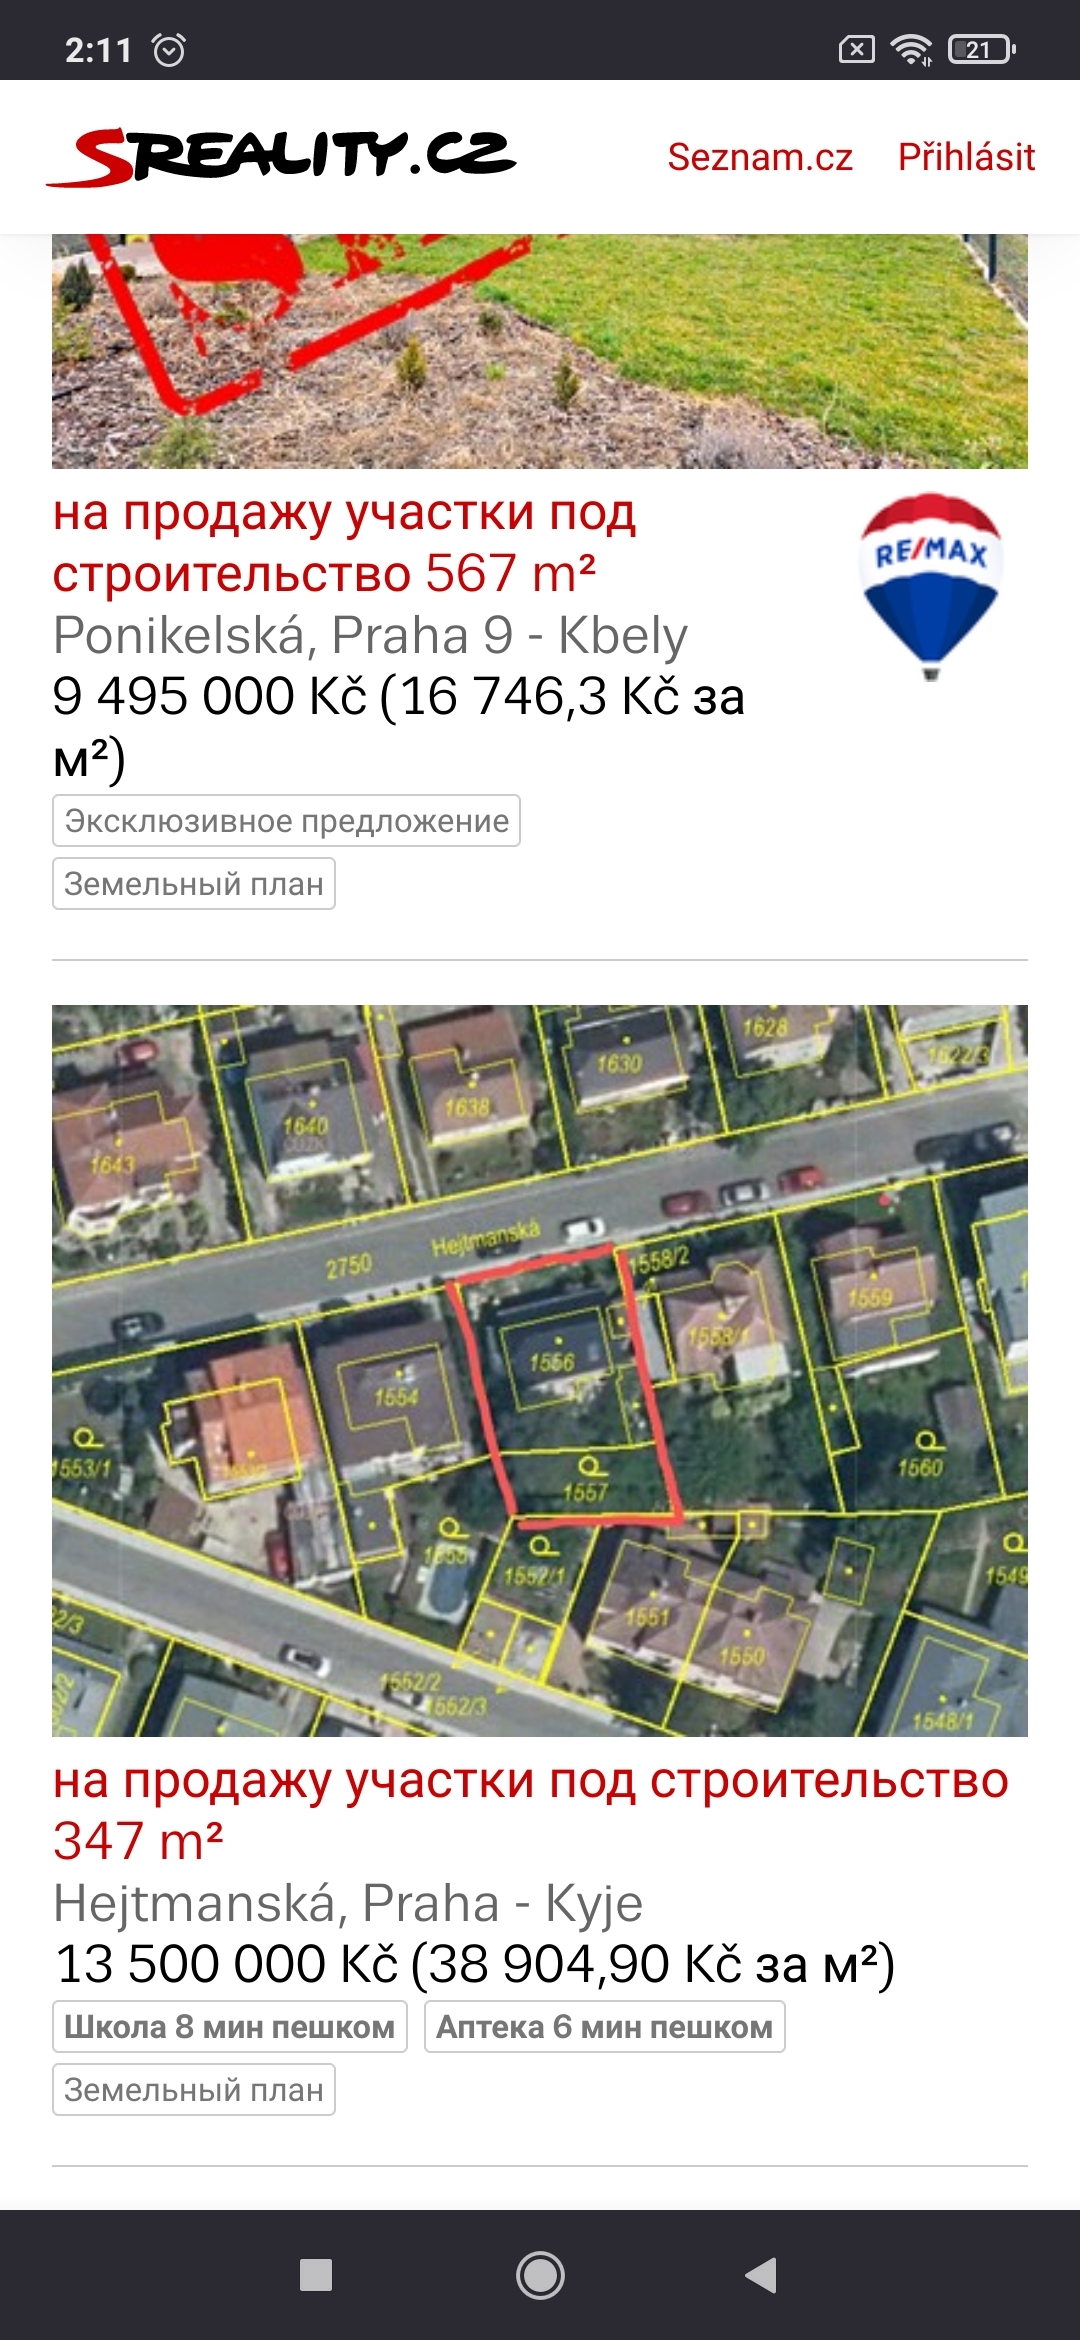 2:11
21
SREALITY.CZ
Seznam.cz
Přihlásit
на продажу участки под
строительство 567 m²
RE/MAX
Ponikelská, Praha 9 - Kbely
9 495 000 Kč (16 746,3 Kč за
м²)
Эксклюзивное предложение
Земельный план
1628
1630
1622/3
1638
1640
1643
Hejtmanská
2750
1558/2
1559
1558/1
1556
1554
1553/1
1560
1557
1552/1
1549
1551
1550
1552/2
1552/3
1548/1
на продажу участки под строительство
347 m²
Hejtmanská, Praha - Kyje
13 500 000 Kč (38 904,90 Kč за м²)
Школа 8 мин пешком
Аптека 6 мин пешком
Земельный план